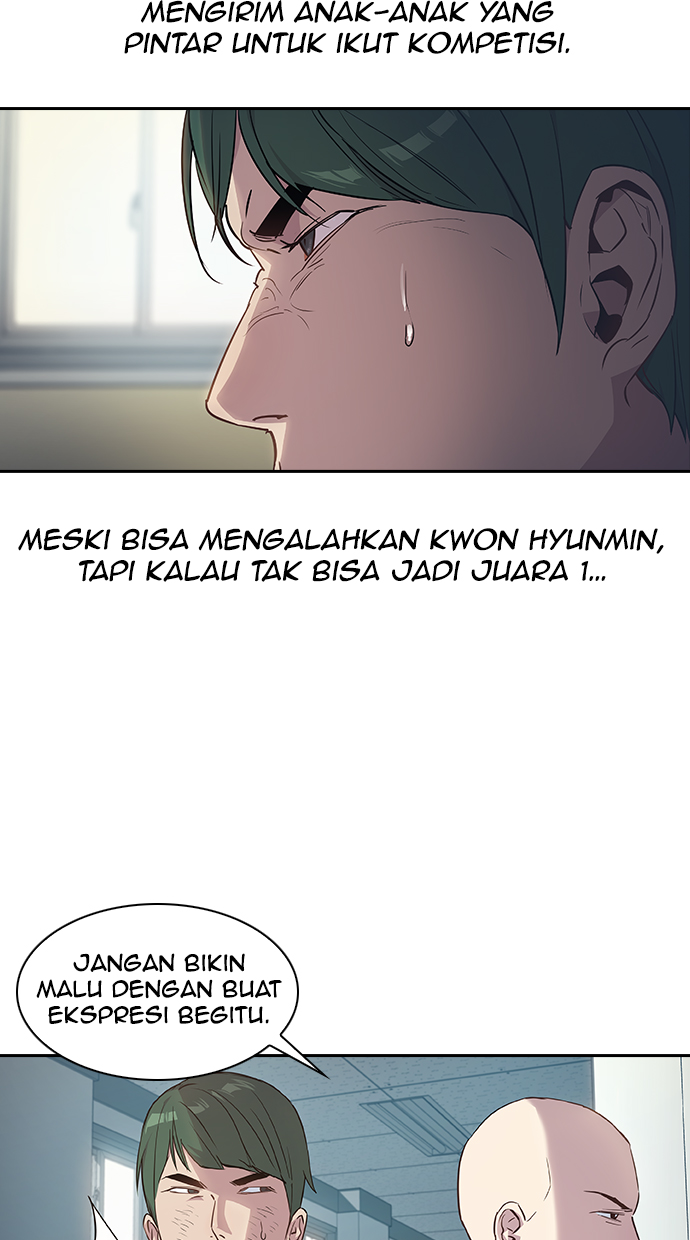 MENGIRIM ANAK-ANAK YANG
PINTAR UNTUK IKUT KOMPETISI.
MESKI BISA MENGALAHKAN KWON HYUNMIN,
TAPI KALAU TAK BISA JADI JUARA 1...
JANGAN BIKIN
MALU DENGAN BUAT
EKSPRESI BEGITU.